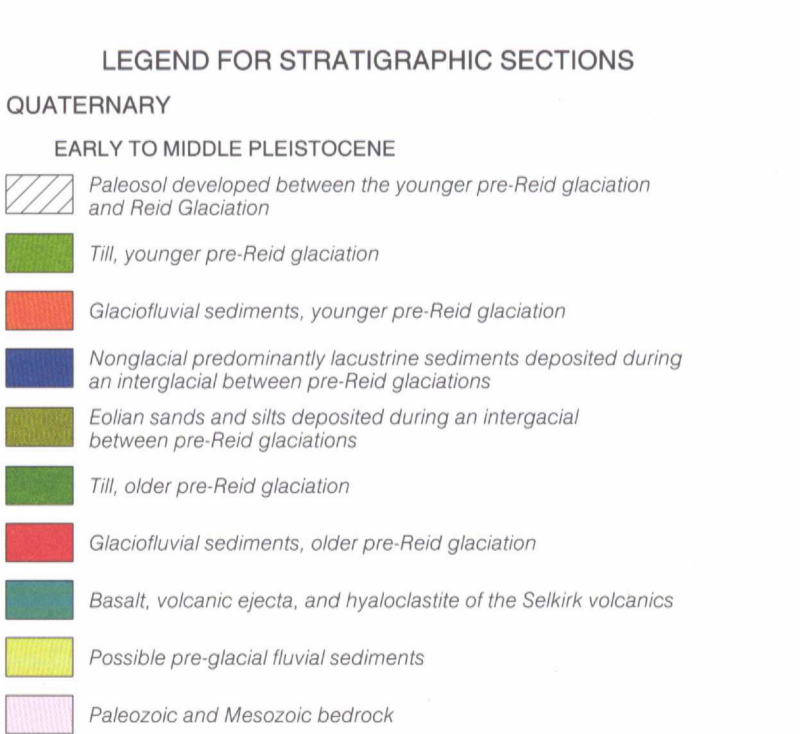 LEGEND FOR STRATIGRAPHIC SECTIONS
QUATERNARY
EARLY TO MIDDLE PLEISTOCENE
Paleosol developed between the younger pre-Reid glaciation
and Reid Glaciation
Till, younger pre-Reid glaciation
Glaciofluvial sediments, younger pre-Reid glaciation
Nonglacial predominantly lacustrine sediments deposited during
an interglacial between pre-Reid glaciations
Eolian sands and silts deposited during an intergacial
between pre-Reid glaciations
Till, older pre-Reid glaciation
Glaciofluvial sediments, older pre-Reid glaciation
Basalt, volcanic ejecta, and hyaloclastite of the Selkirk volcanics
Possible pre-glacial fluvial sediments
Paleozoic and Mesozoic bedrock